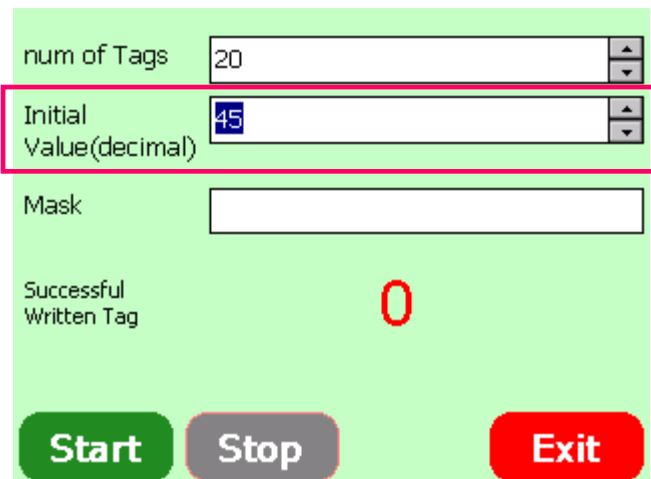 num of Tags 20
Initial
Value(decimal) 45
Mask
Successful
Written Tag 0
Start Stop Exit